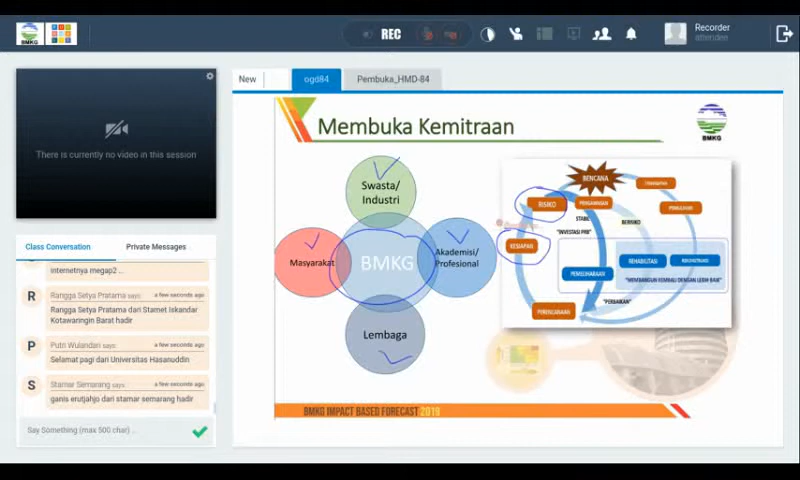 BMKG
REC
Recorder
attendee
There is currently no video in this session
Class Conversation
Private Messages
internetnya megap2 ...
R
Rangga Setya Pratama says:
a few seconds ago
Rangga Setya Pratama dari Stamet Iskandar
Kotawaringin Barat hadir
P
Putri Wulandari says:
a few seconds ago
Selamat pagi dari Universitas Hasanuddin
S
Stamar Semarang says:
a few seconds ago
ganis erutjahjo dari stamar semarang hadir
Say Something (max 500 char) ...
New
ogd84
Pembuka_HMD-84
Membuka Kemitraan
BMKG
Swasta/
Industri
Masyarakat
BMKG
Akademisi/
Profesional
Lembaga
BENCANA
RISIKO
PENGAWASAN
STABIL
BERISIKO
"INVESTASI PRB"
KESIAPAN
REHABILITASI
REKONSTRUKSI
PEMULIHAN
"MEMBANGUN KEMBALI DENGAN LEBIH BAIK"
"PERBAIKAN"
PERENCANAAN
BMKG IMPACT BASED FORECAST 2019